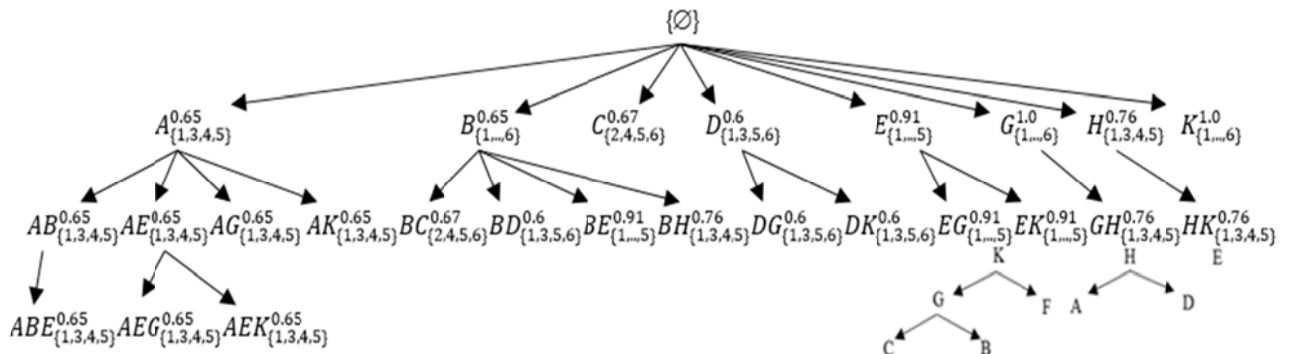 {∅}
A^{0.65}_{1,3,4,5} B^{0.65}_{1,..,6} C^{0.67}_{2,4,5,6} D^{0.6}_{1,3,5,6} E^{0.91}_{1,..,5} G^{1.0}_{1,..,6} H^{0.76}_{1,3,4,5} K^{1.0}_{1,..,6}
AB^{0.65}_{1,3,4,5} AE^{0.65}_{1,3,4,5} AG^{0.65}_{1,3,4,5} AK^{0.65}_{1,3,4,5} BC^{0.67}_{2,4,5,6} BD^{0.6}_{1,3,5,6} BE^{0.91}_{1,..,5} BH^{0.76}_{1,3,4,5} DG^{0.6}_{1,3,5,6} DK^{0.6}_{1,3,5,6} EG^{0.91}_{1,..,5} EK^{0.91}_{1,..,5} GH^{0.76}_{1,3,4,5} HK^{0.76}_{1,3,4,5}
K H E
G F A D
ABE^{0.65}_{1,3,4,5} AEG^{0.65}_{1,3,4,5} AEK^{0.65}_{1,3,4,5}
C B